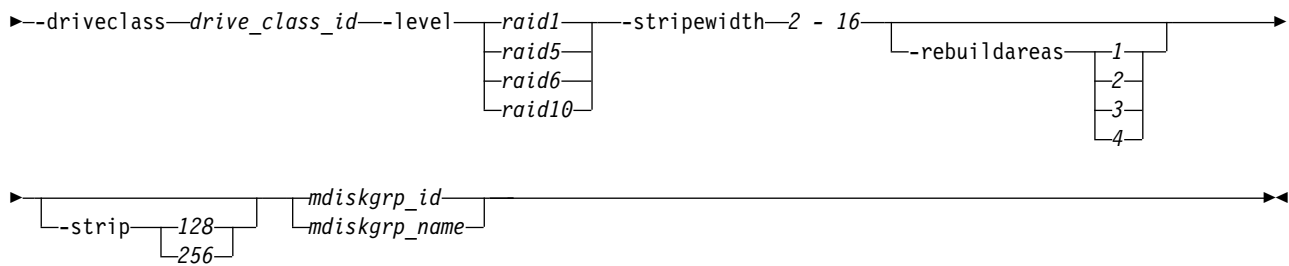 -driveclass drive_class_id -level raid1 -stripewidth 2 - 16
raid5 -rebuildareas 1
raid6 2
raid10 3
4
mdiskgrp_id
-strip 128 mdiskgrp_name
256